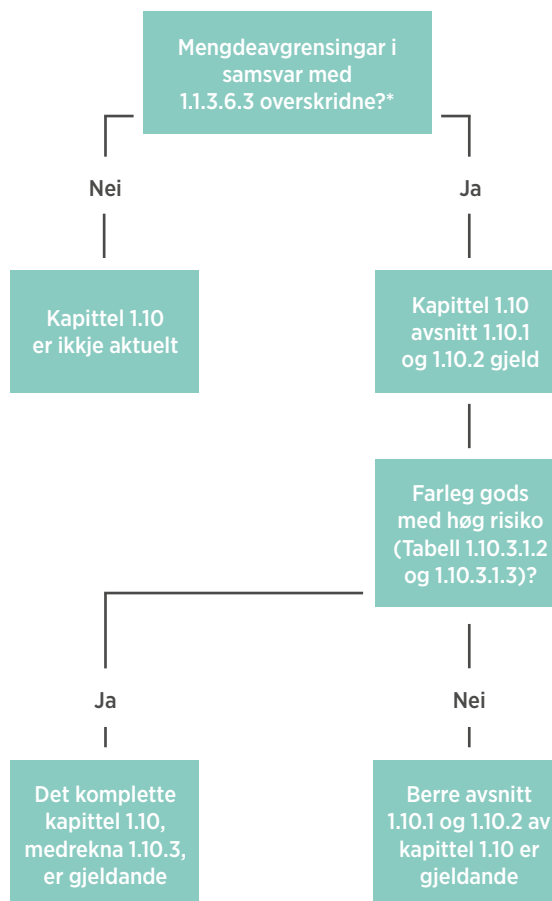 Mengdeavgrensingar i
samsvar med
1.1.3.6.3 overskridne?*
Nei
Ja
Kapittel 1.10
er ikkje aktuelt
Kapittel 1.10
avsnitt 1.10.1
og 1.10.2 gjeld
Farleg gods
med høg risiko
(Tabell 1.10.3.1.2
og 1.10.3.1.3)?
Ja
Nei
Det komplette
kapittel 1.10,
medrekna 1.10.3,
er gjeldande
Berre avsnitt
1.10.1 og 1.10.2 av
kapittel 1.10 er
gjeldande